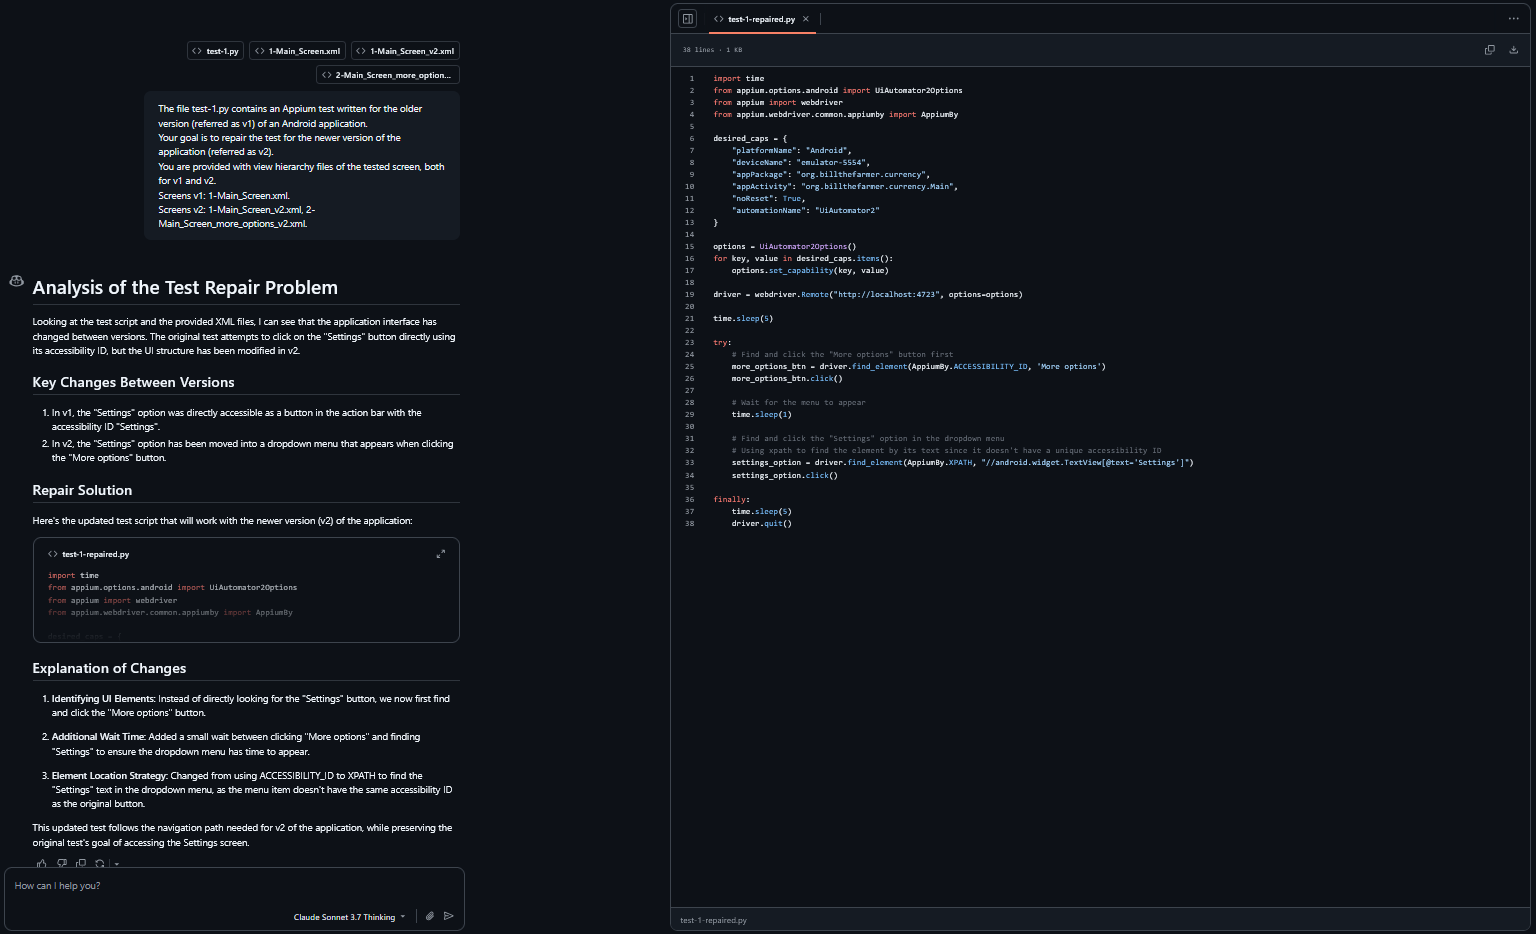 test-1.py
1-Main_Screen.xml
1-Main_Screen_v2.xml
2-Main_Screen_more_option...
The file test-1.py contains an Appium test written for the older
version (referred as v1) of an Android application.
Your goal is to repair the test for the newer version of the
application (referred as v2).
You are provided with view hierarchy files of the tested screen, both
for v1 and v2.
Screens v1: 1-Main_Screen.xml.
Screens v2: 1-Main_Screen_v2.xml, 2-
Main_Screen_more_options_v2.xml.
Analysis of the Test Repair Problem
Looking at the test script and the provided XML files, I can see that the application interface has
changed between versions. The original test attempts to click on the "Settings" button directly using
its accessibility ID, but the UI structure has been modified in v2.
Key Changes Between Versions
1. In v1, the "Settings" option was directly accessible as a button in the action bar with the
accessibility ID "Settings".
2. In v2, the "Settings" option has been moved into a dropdown menu that appears when clicking
the "More options" button.
Repair Solution
Here's the updated test script that will work with the newer version (v2) of the application:
test-1-repaired.py
import time
from appium.options.android import UiAutomator2Options
from appium import webdriver
from appium.webdriver.common.appiumby import AppiumBy
desired_caps = {
Explanation of Changes
1. Identifying UI Elements: Instead of directly looking for the "Settings" button, we now first find
and click the "More options" button.
2. Additional Wait Time: Added a small wait between clicking "More options" and finding
"Settings" to ensure the dropdown menu has time to appear.
3. Element Location Strategy: Changed from using ACCESSIBILITY_ID to XPATH to find the
"Settings" text in the dropdown menu, as the menu item doesn't have the same accessibility ID
as the original button.
This updated test follows the navigation path needed for v2 of the application, while preserving the
original test's goal of accessing the Settings screen.
How can I help you?
Claude Sonnet 3.7 Thinking
test-1-repaired.py
38 lines · 1 KB
1 import time
2 from appium.options.android import UiAutomator2Options
3 from appium import webdriver
4 from appium.webdriver.common.appiumby import AppiumBy
5
6 desired_caps = {
7 "platformName": "Android",
8 "deviceName": "emulator-5554",
9 "appPackage": "org.billthefarmer.currency",
10 "appActivity": "org.billthefarmer.currency.Main",
11 "noReset": True,
12 "automationName": "UiAutomator2"
13 }
14
15 options = UiAutomator2Options()
16 for key, value in desired_caps.items():
17 options.set_capability(key, value)
18
19 driver = webdriver.Remote("http://localhost:4723", options=options)
20
21 time.sleep(5)
22
23 try:
24 # Find and click the "More options" button first
25 more_options_btn = driver.find_element(AppiumBy.ACCESSIBILITY_ID, 'More options')
26 more_options_btn.click()
27
28 # Wait for the menu to appear
29 time.sleep(1)
30
31 # Find and click the "Settings" option in the dropdown menu
32 # Using xpath to find the element by its text since it doesn't have a unique accessibility ID
33 settings_option = driver.find_element(AppiumBy.XPATH, "//android.widget.TextView[@text='Settings']")
34 settings_option.click()
35
36 finally:
37 time.sleep(5)
38 driver.quit()
test-1-repaired.py